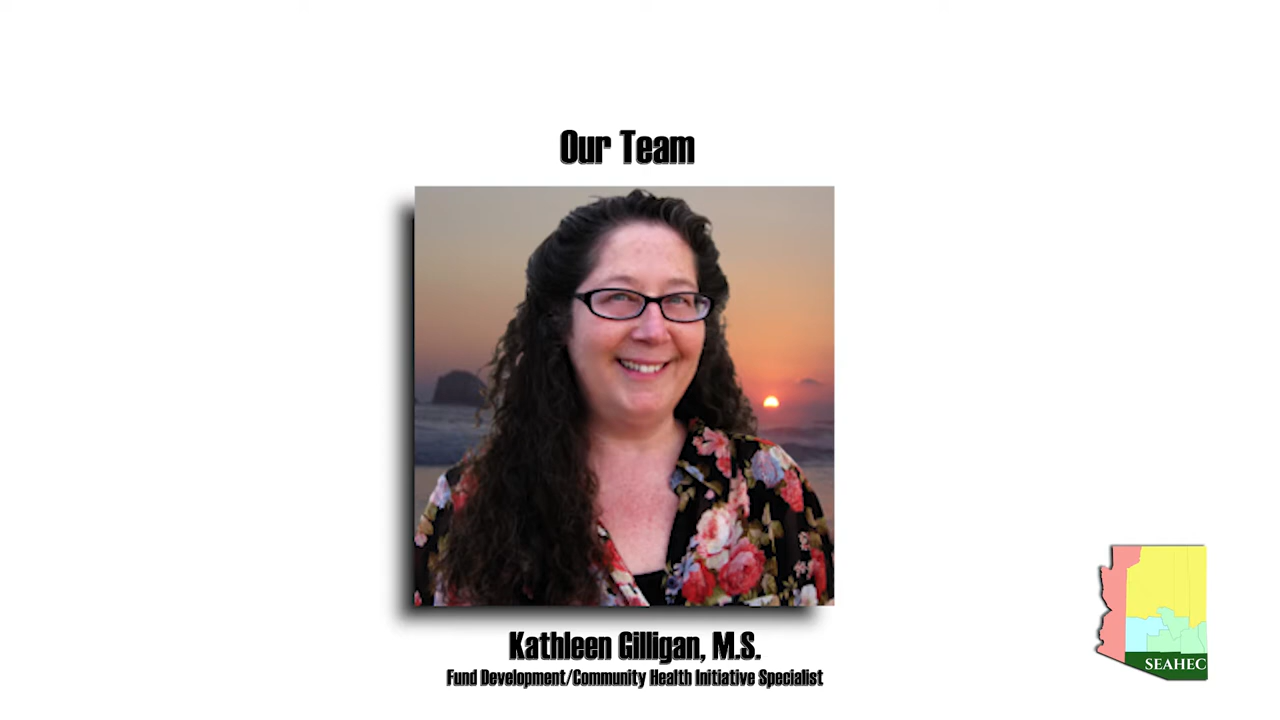 Our Team
Kathleen Gilligan, M.S.
Fund Development/Community Health Initiative Specialist
SEAHEC